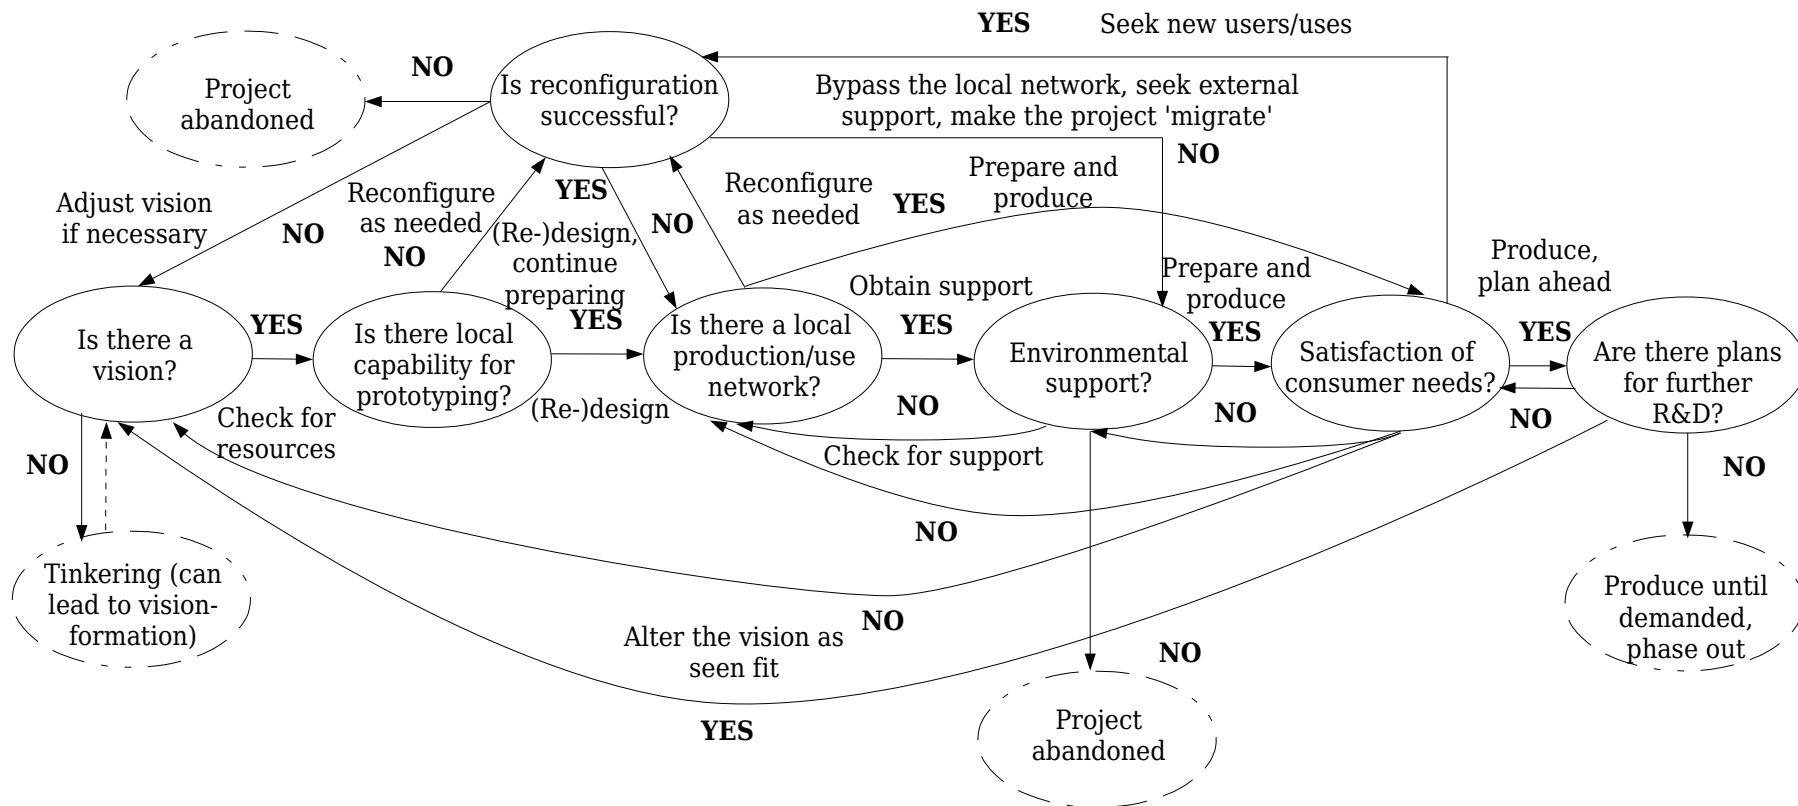 YES
Seek new users/uses
NO
Project
abandoned
Is reconfiguration
successful?
Bypass the local network, seek external
support, make the project 'migrate'
NO
Adjust vision
if necessary
NO
Reconfigure
as needed
NO
YES
(Re-)design,
continue
preparing
NO
Reconfigure
as needed
YES
Prepare and
produce
Obtain support
Prepare and
produce
Produce,
plan ahead
Is there a
vision?
YES
Is there local
capability for
prototyping?
YES
(Re-)design
Is there a local
production/use
network?
YES
Environmental
support?
YES
Satisfaction of
consumer needs?
YES
Are there plans
for further
R&D?
Check for
resources
NO
NO
NO
NO
Check for support
NO
NO
Tinkering (can
lead to vision-
formation)
NO
Alter the vision as
seen fit
YES
NO
Project
abandoned
Produce until
demanded,
phase out